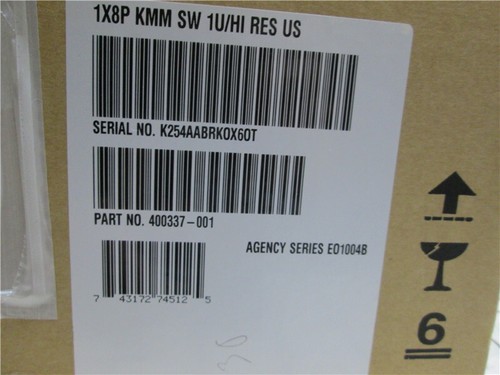 1X8P KMM SW 1U/HI RES US
SERIAL NO. K254AABRKOX60T
PART NO. 400337-001
AGENCY SERIES EO1004B
7 43172 74512 5
36
6